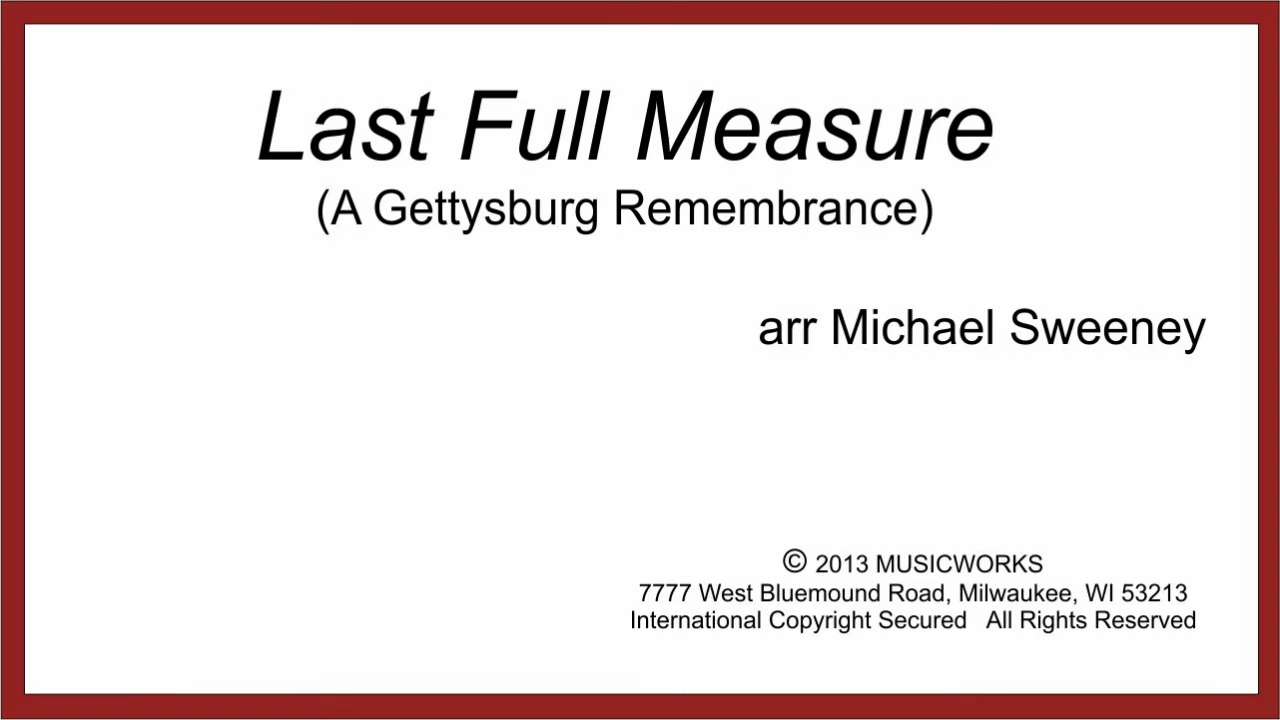 Last Full Measure
(A Gettysburg Remembrance)
arr Michael Sweeney
© 2013 MUSICWORKS
7777 West Bluemound Road, Milwaukee, WI 53213
International Copyright Secured   All Rights Reserved